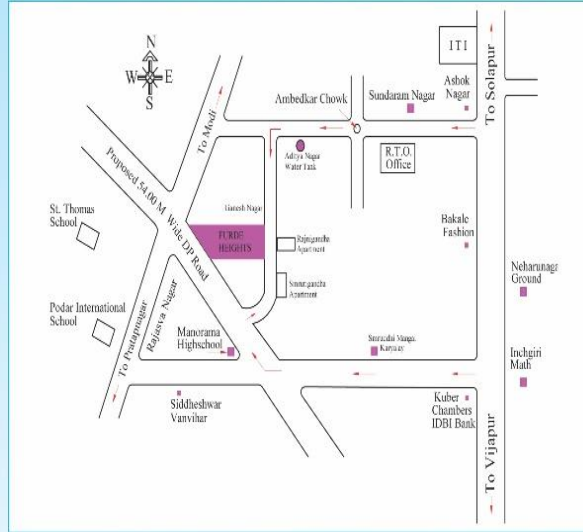 N
W E
S
ITI
To Solapur
Ashok
Nagar
Sundaram Nagar
Ambedkar Chowk
To Modi
Aditya Nagar
Water Tank
R.T.O.
Office
Proposed 54.00 M Wide DP Road
St. Thomas
School
Ganesh Nagar
HEIGHTS
Rajnigandha
Apartment
Bakale
Fashion
Apartment
Neharunagr
Ground
Podar International
School
To Pratapnagar
Rajasva Nagar
Manorama
Highschool
Mangal
Inchgiri
Math
Siddheshwar
Vanvihar
Kuber
Chambers
IDBI Bank
To Vijapur